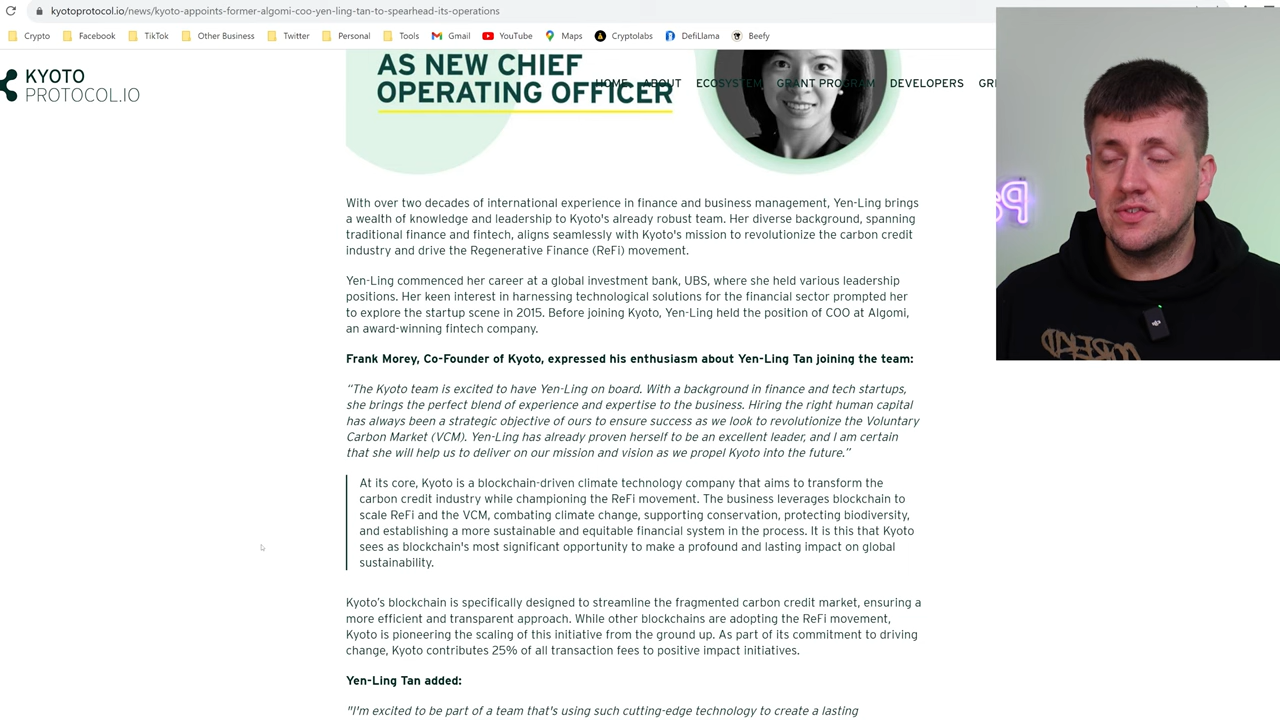 kyotoprotocol.io/news/kyoto-appoints-former-algomi-coo-yen-ling-tan-to-spearhead-its-operations
Crypto Facebook TikTok Other Business Twitter Personal Tools Gmail YouTube Maps Cryptolabs DefiLlama Beefy
KYOTO
PROTOCOL.IO
HOME ABOUT ECOSYSTEM GRANT PROGRAM DEVELOPERS
AS NEW CHIEF
OPERATING OFFICER
With over two decades of international experience in finance and business management, Yen-Ling brings
a wealth of knowledge and leadership to Kyoto's already robust team. Her diverse background, spanning
traditional finance and fintech, aligns seamlessly with Kyoto's mission to revolutionize the carbon credit
industry and drive the Regenerative Finance (ReFi) movement.
Yen-Ling commenced her career at a global investment bank, UBS, where she held various leadership
positions. Her keen interest in harnessing technological solutions for the financial sector prompted her
to explore the startup scene in 2015. Before joining Kyoto, Yen-Ling held the position of COO at Algomi,
an award-winning fintech company.
Frank Morey, Co-Founder of Kyoto, expressed his enthusiasm about Yen-Ling Tan joining the team:
“The Kyoto team is excited to have Yen-Ling on board. With a background in finance and tech startups,
she brings the perfect blend of experience and expertise to the business. Hiring the right human capital
has always been a strategic objective of ours to ensure success as we look to revolutionize the Voluntary
Carbon Market (VCM). Yen-Ling has already proven herself to be an excellent leader, and I am certain
that she will help us to deliver on our mission and vision as we propel Kyoto into the future.”
At its core, Kyoto is a blockchain-driven climate technology company that aims to transform the
carbon credit industry while championing the ReFi movement. The business leverages blockchain to
scale ReFi and the VCM, combating climate change, supporting conservation, protecting biodiversity,
and establishing a more sustainable and equitable financial system in the process. It is this that Kyoto
sees as blockchain's most significant opportunity to make a profound and lasting impact on global
sustainability.
Kyoto’s blockchain is specifically designed to streamline the fragmented carbon credit market, ensuring a
more efficient and transparent approach. While other blockchains are adopting the ReFi movement,
Kyoto is pioneering the scaling of this initiative from the ground up. As part of its commitment to driving
change, Kyoto contributes 25% of all transaction fees to positive impact initiatives.
Yen-Ling Tan added:
"I'm excited to be part of a team that's using such cutting-edge technology to create a lasting